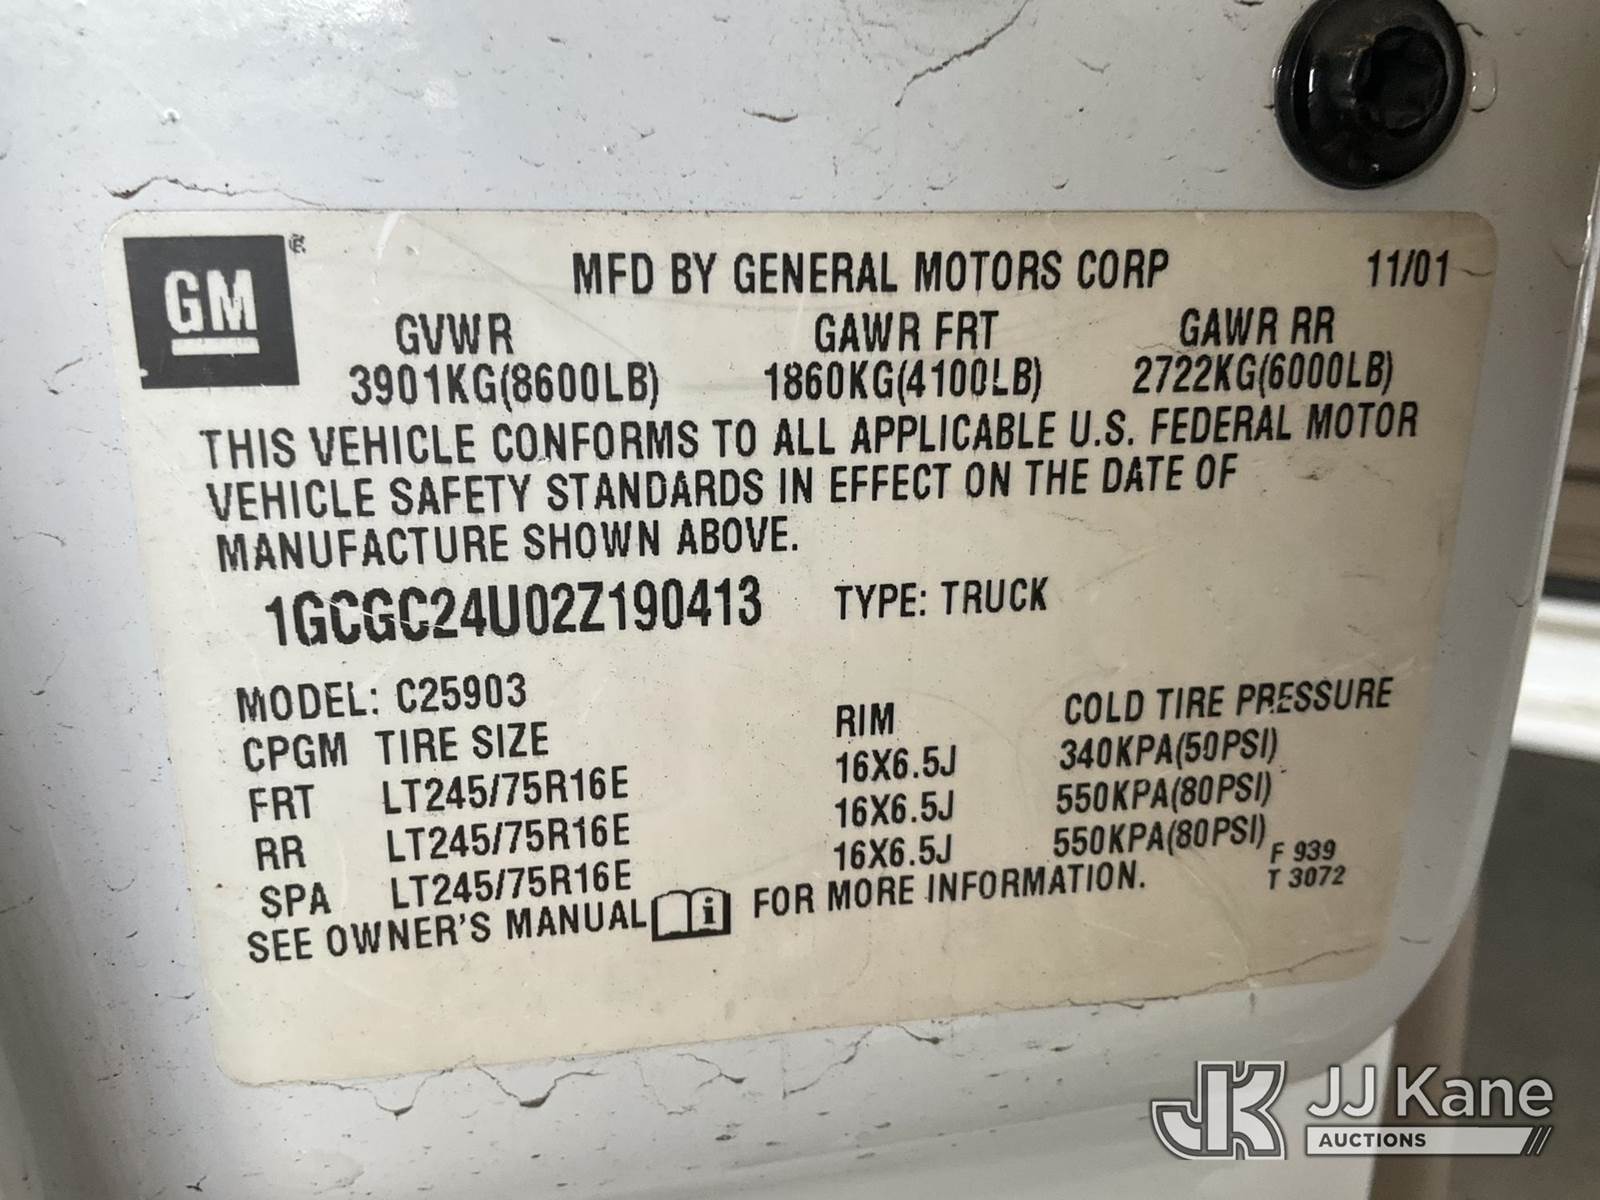 GM ®
MFD BY GENERAL MOTORS CORP 11/01
GVWR GAWR FRT GAWR RR
3901KG(8600LB) 1860KG(4100LB) 2722KG(6000LB)
THIS VEHICLE CONFORMS TO ALL APPLICABLE U.S. FEDERAL MOTOR
VEHICLE SAFETY STANDARDS IN EFFECT ON THE DATE OF
MANUFACTURE SHOWN ABOVE.
1GCGC24U02Z190413 TYPE: TRUCK
MODEL: C25903
CPGM TIRE SIZE RIM COLD TIRE PRESSURE
FRT LT245/75R16E 16X6.5J 340KPA(50PSI)
RR LT245/75R16E 16X6.5J 550KPA(80PSI)
SPA LT245/75R16E 16X6.5J 550KPA(80PSI)
SEE OWNER'S MANUAL i FOR MORE INFORMATION.
F 939
T 3072
JK JJ Kane
AUCTIONS